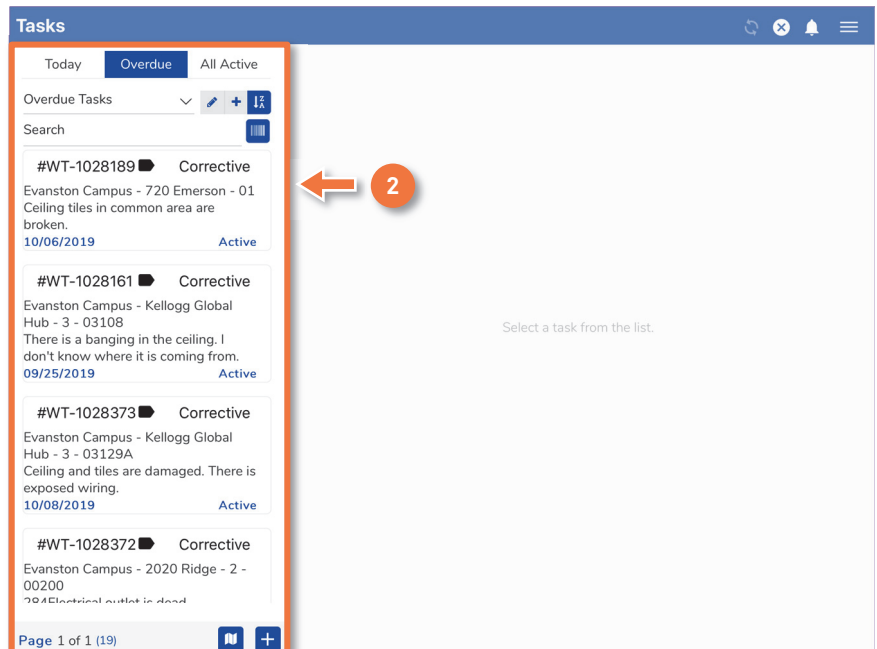 Tasks
Today Overdue All Active
Overdue Tasks
Search
#WT-1028189 Corrective
Evanston Campus - 720 Emerson - 01
Ceiling tiles in common area are
broken.
10/06/2019 Active
#WT-1028161 Corrective
Evanston Campus - Kellogg Global
Hub - 3 - 03108
There is a banging in the ceiling. I
don't know where it is coming from.
09/25/2019 Active
#WT-1028373 Corrective
Evanston Campus - Kellogg Global
Hub - 3 - 03129A
Ceiling and tiles are damaged. There is
exposed wiring.
10/08/2019 Active
#WT-1028372 Corrective
Evanston Campus - 2020 Ridge - 2 -
00200
284Electrical outlet is dead
Page 1 of 1 (19)
2
Select a task from the list.